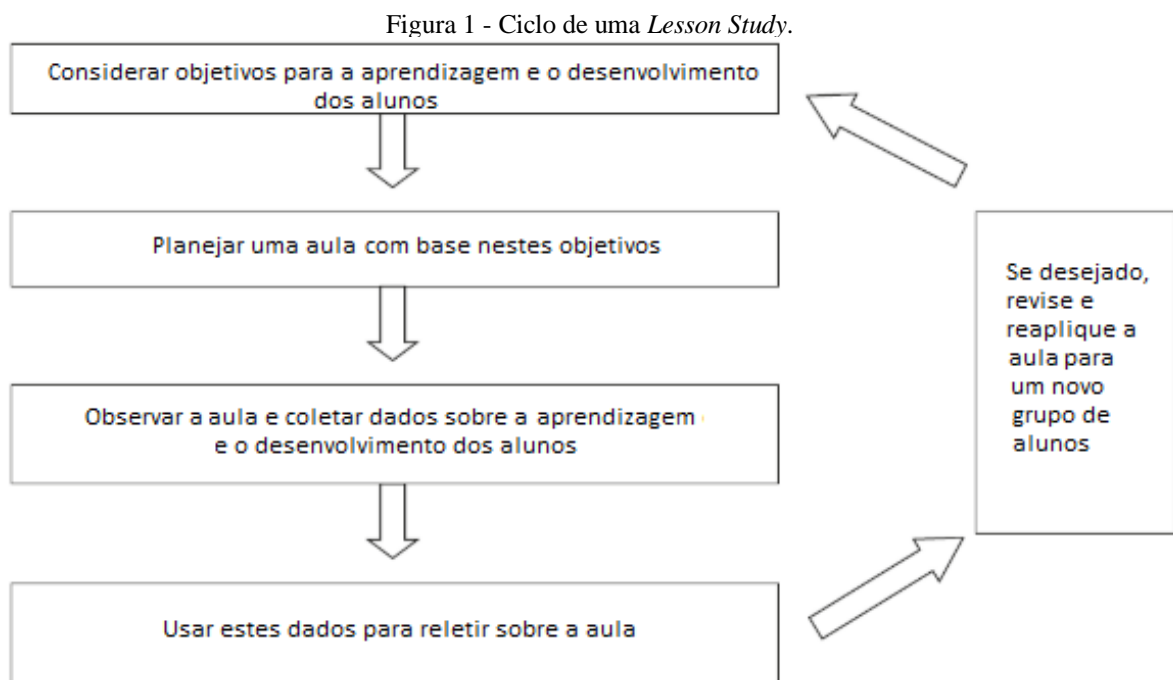 Figura 1 - Ciclo de uma Lesson Study.
Considerar objetivos para a aprendizagem e o desenvolvimento
dos alunos
Planejar uma aula com base nestes objetivos
Observar a aula e coletar dados sobre a aprendizagem
e o desenvolvimento dos alunos
Usar estes dados para reletir sobre a aula
Se desejado,
revise e
reaplique a
aula para
um novo
grupo de
alunos